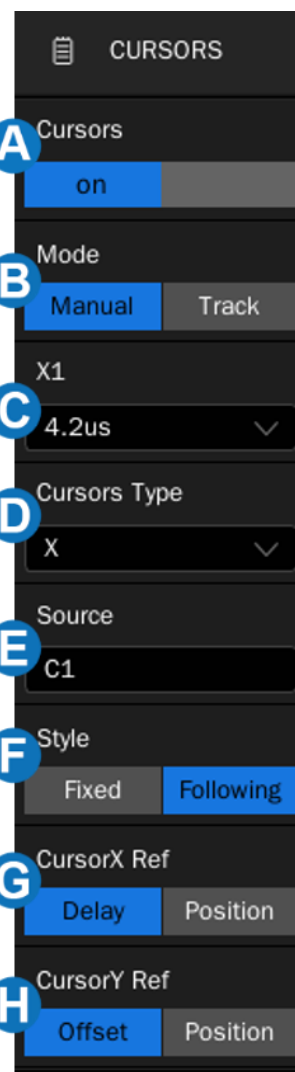 CURSORS
A
Cursors
on
B
Mode
Manual Track
C
X1
4.2us
D
Cursors Type
X
E
Source
C1
F
Style
Fixed Following
G
CursorX Ref
Delay Position
H
CursorY Ref
Offset Position